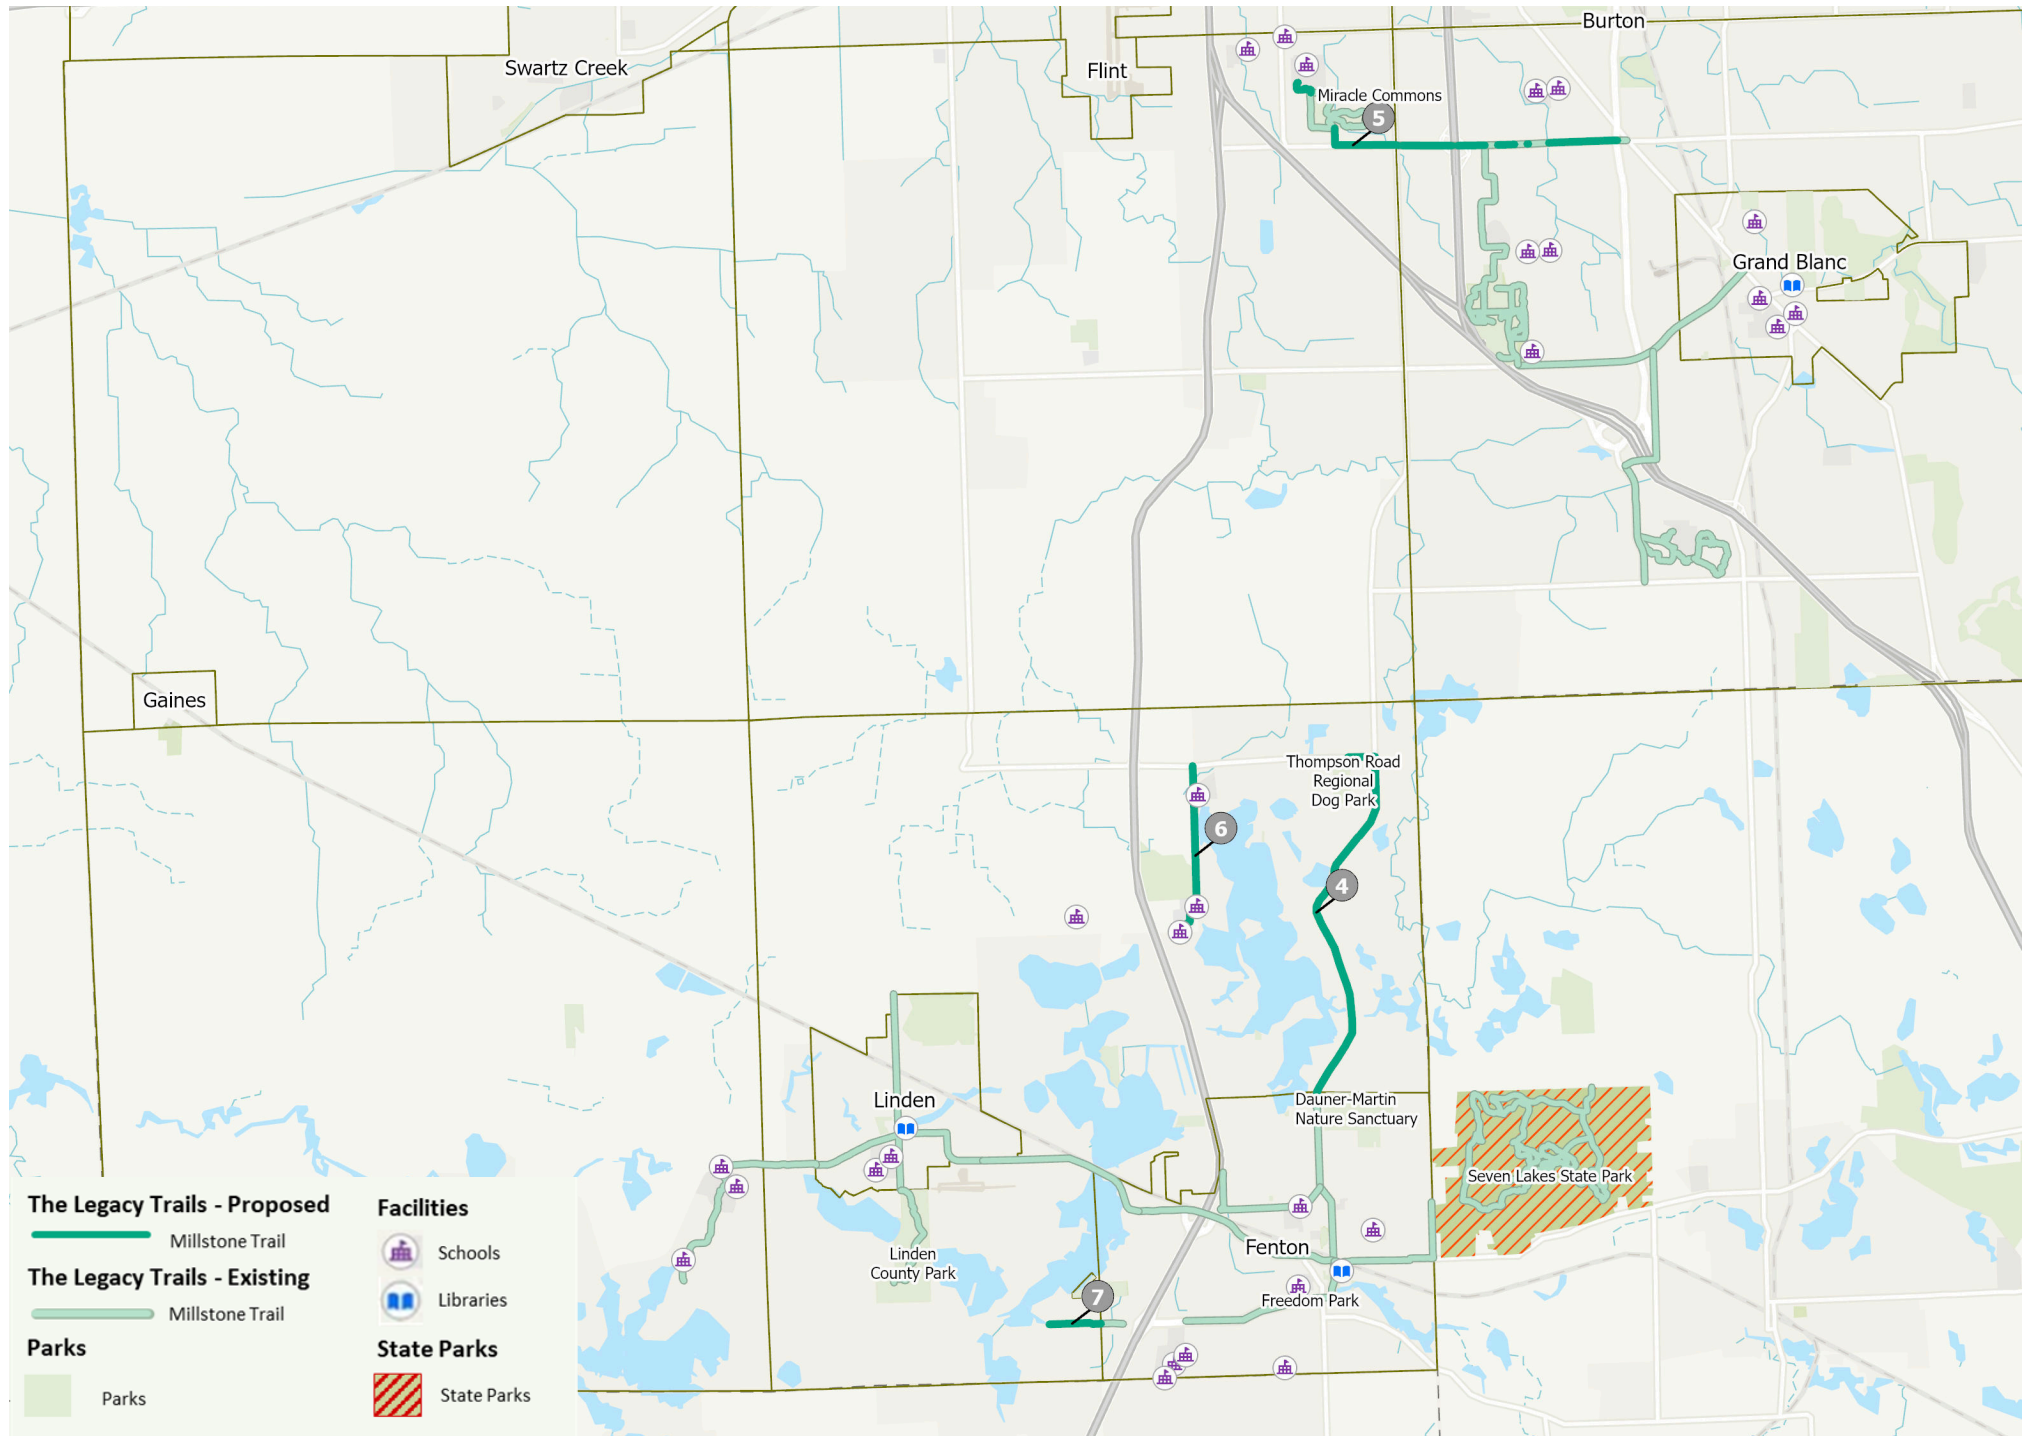 Burton
Swartz Creek
Flint
Miracle Commons
5
Grand Blanc
Gaines
Thompson Road
Regional
Dog Park
6
4
Linden
Dauner-Martin
Nature Sanctuary
Seven Lakes State Park
Fenton
Linden
County Park
7
Freedom Park
The Legacy Trails - Proposed
Millstone Trail
The Legacy Trails - Existing
Millstone Trail
Parks
Parks
Facilities
Schools
Libraries
State Parks
State Parks